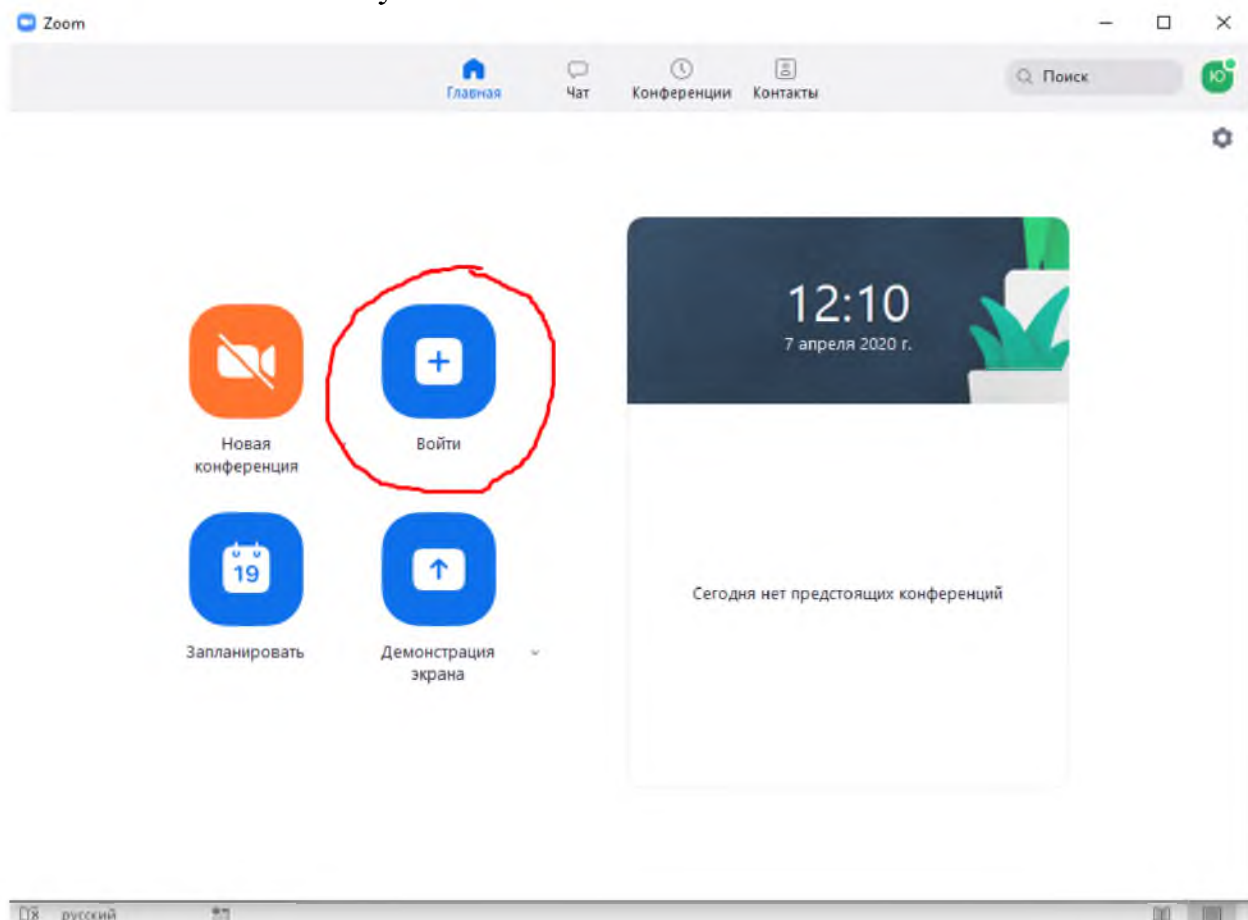 Zoom
Главная
Чат
Конференции
Контакты
Поиск
Ю
12:10
7 апреля 2020 г.
Новая
конференция
Войти
19
Запланировать
Демонстрация
экрана
Сегодня нет предстоящих конференций
русский